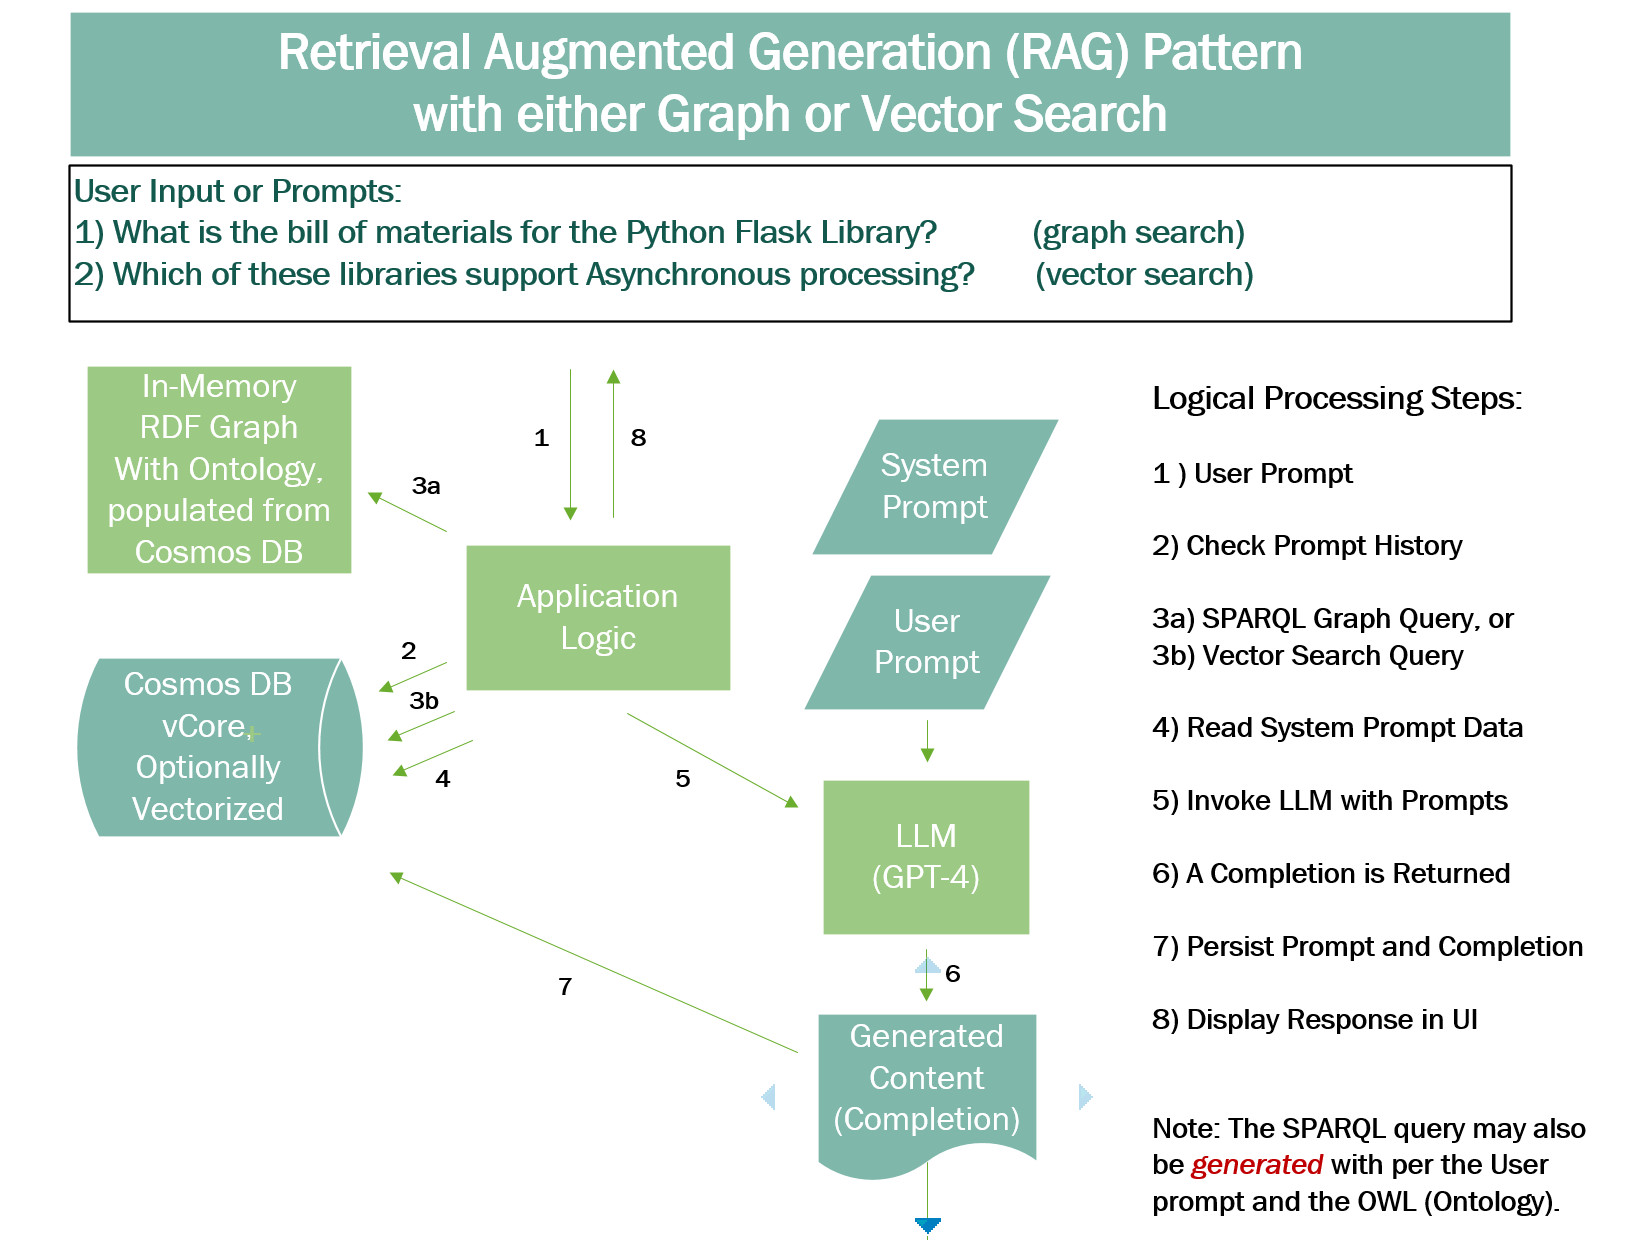 Retrieval Augmented Generation (RAG) Pattern
with either Graph or Vector Search
User Input or Prompts:
1) What is the bill of materials for the Python Flask Library? (graph search)
2) Which of these libraries support Asynchronous processing? (vector search)
In-Memory
RDF Graph
With Ontology,
populated from
Cosmos DB
3a
1
8
Application
Logic
System
Prompt
User
Prompt
2
3b
4
5
Cosmos DB
vCore,
Optionally
Vectorized
LLM
(GPT-4)
6
7
Generated
Content
(Completion)
Logical Processing Steps:
1 ) User Prompt
2) Check Prompt History
3a) SPARQL Graph Query, or
3b) Vector Search Query
4) Read System Prompt Data
5) Invoke LLM with Prompts
6) A Completion is Returned
7) Persist Prompt and Completion
8) Display Response in UI
Note: The SPARQL query may also
be generated with per the User
prompt and the OWL (Ontology).